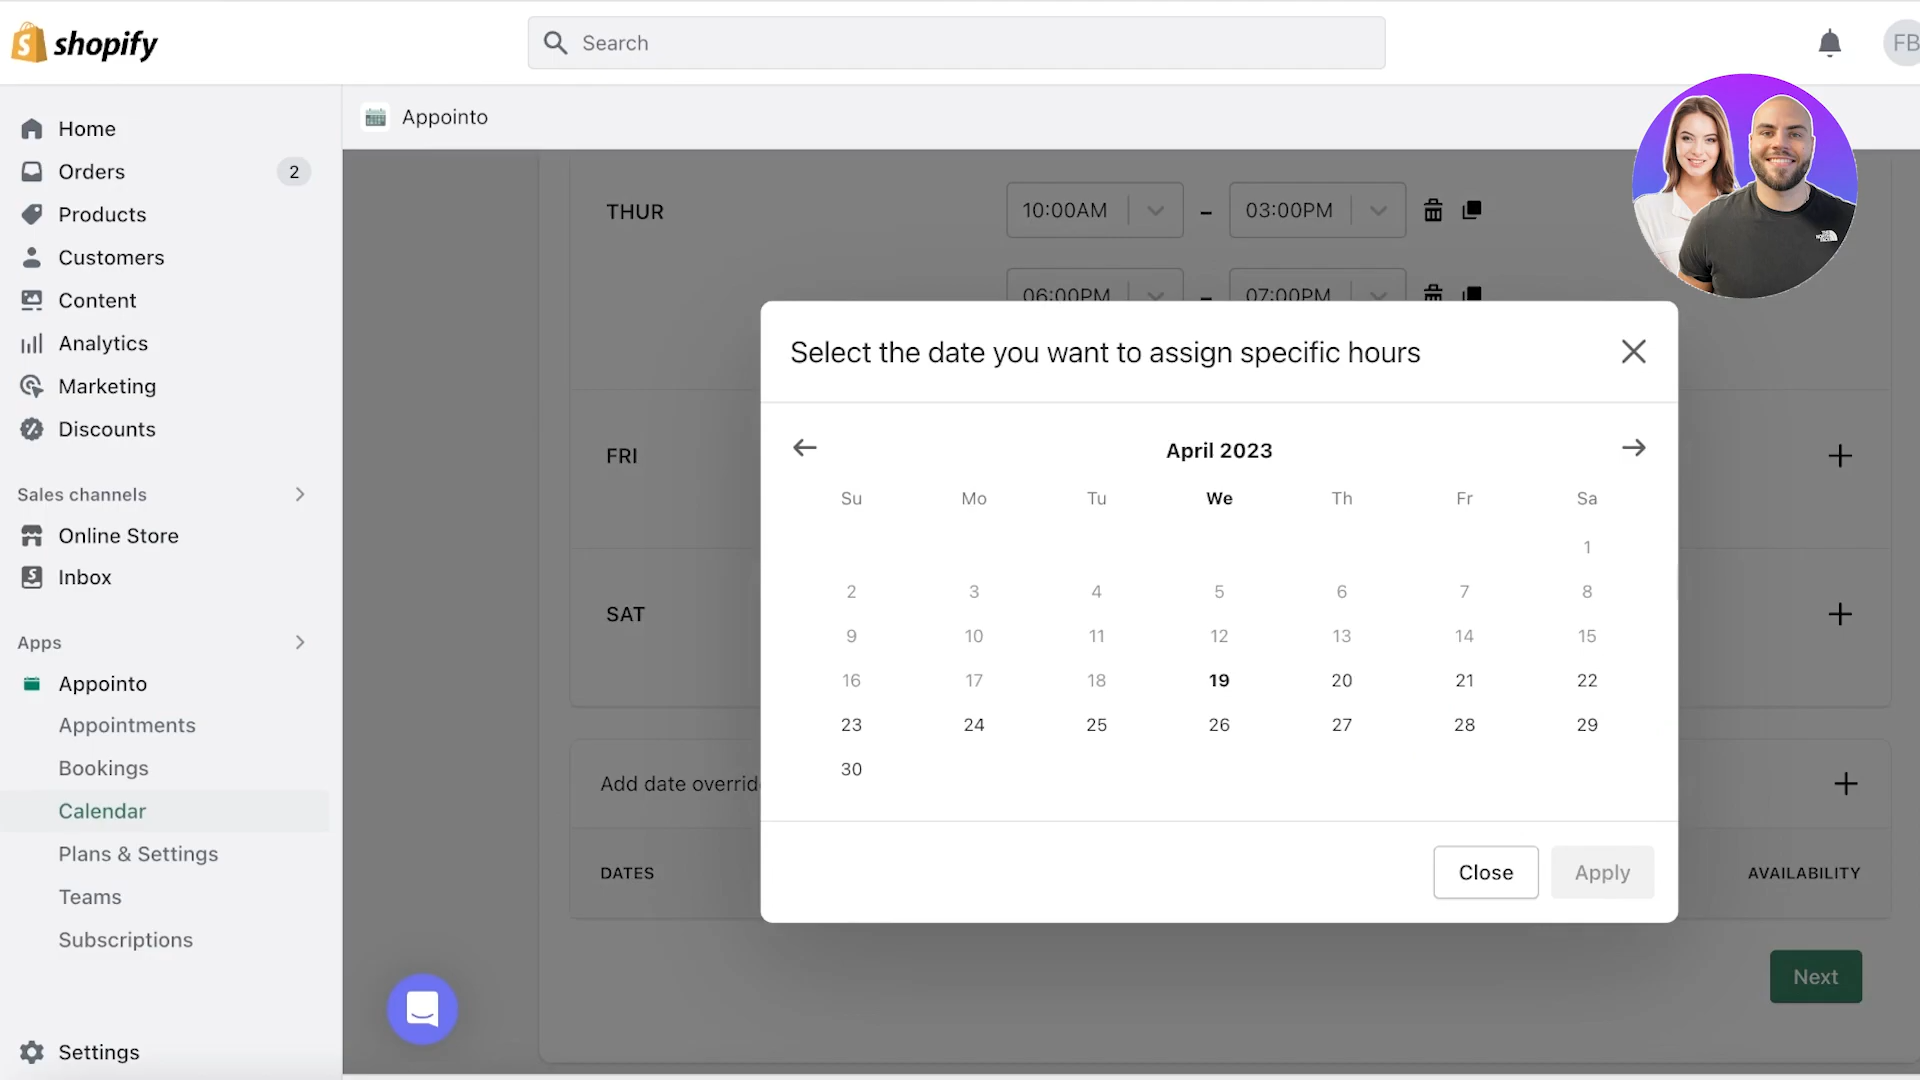 shopify
Search
FB
Home
Orders 2
Products
Customers
Content
Analytics
Marketing
Discounts
Sales channels
Online Store
Inbox
Apps
Appointo
Appointments
Bookings
Calendar
Plans & Settings
Teams
Subscriptions
Settings
Appointo
THUR 10:00AM – 03:00PM
06:00PM – 07:00PM
FRI
SAT
Add date overrid
DATES AVAILABILITY
Next
Select the date you want to assign specific hours
April 2023
Su Mo Tu We Th Fr Sa
1
2 3 4 5 6 7 8
9 10 11 12 13 14 15
16 17 18 19 20 21 22
23 24 25 26 27 28 29
30
Close Apply